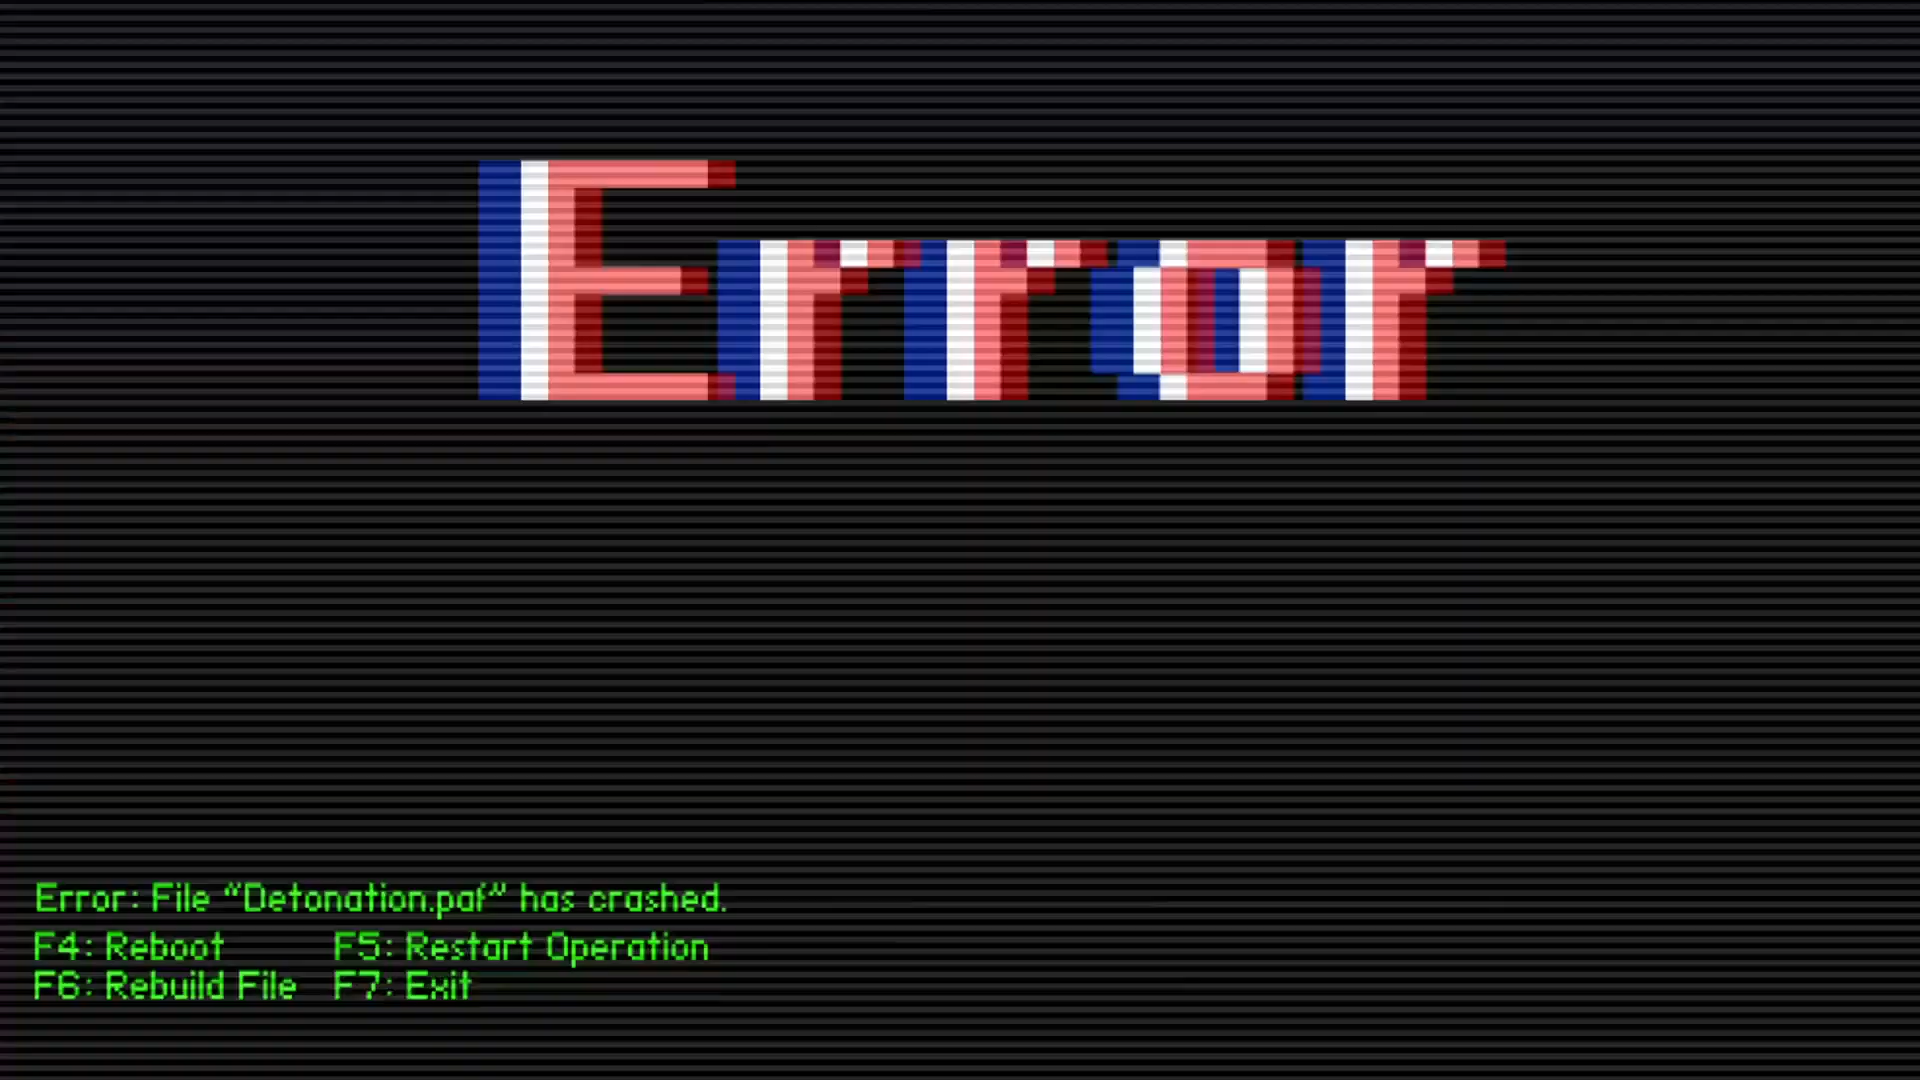 Error
Error: File “Detonation.paf” has crashed.
F4: Reboot F5: Restart Operation
F6: Rebuild File F7: Exit